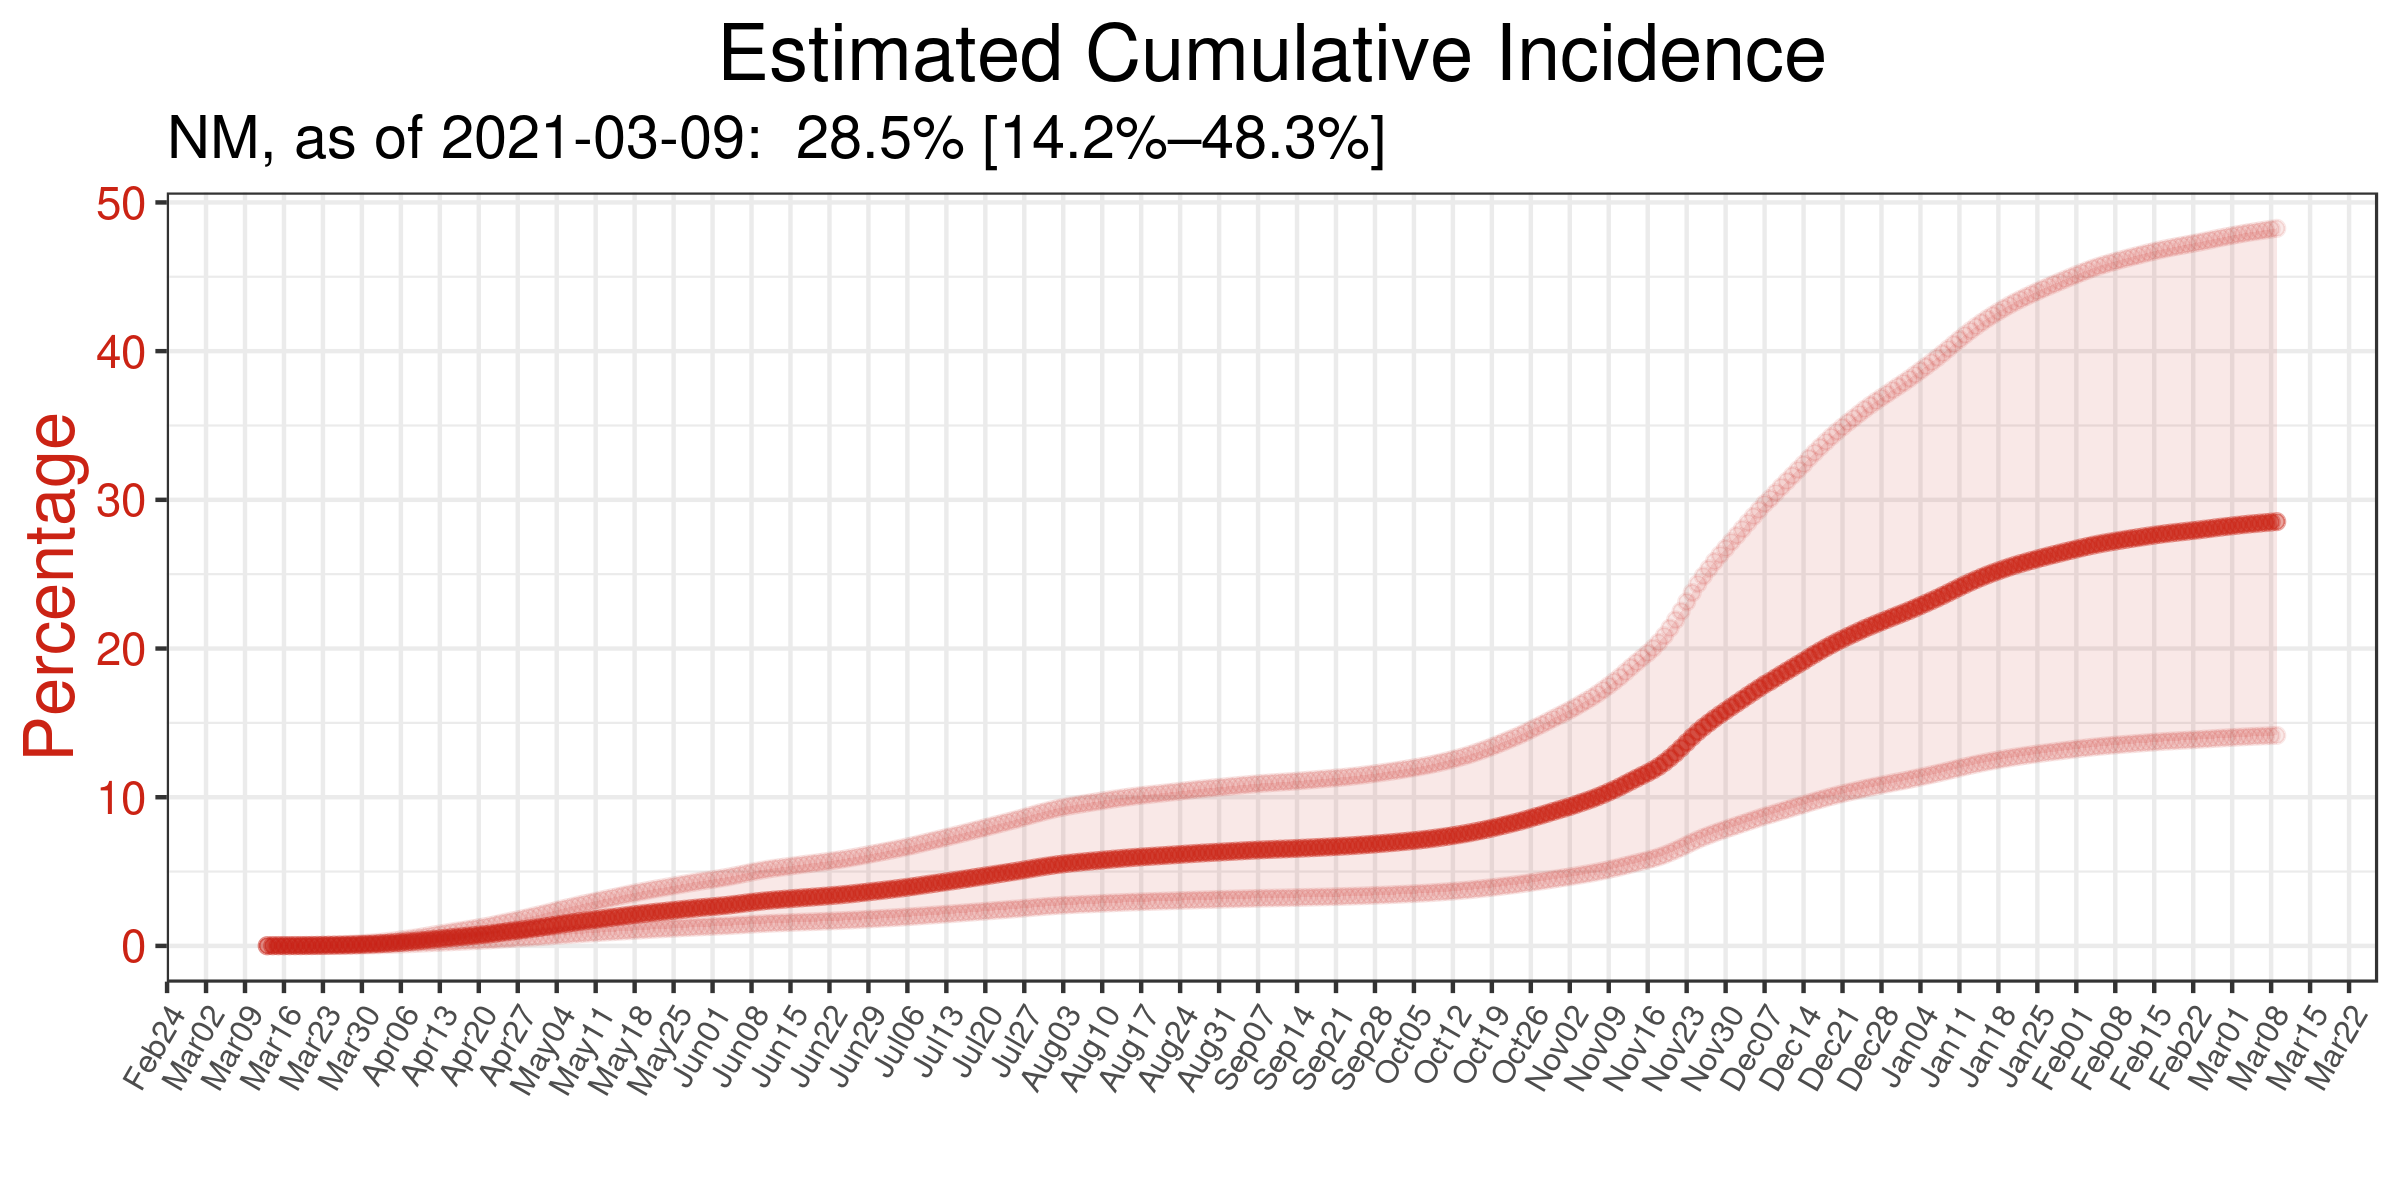 Estimated Cumulative Incidence
NM, as of 2021-03-09:  28.5% [14.2%–48.3%]
Percentage
50
40
30
20
10
0
Feb24
Mar02
Mar09
Mar16
Mar23
Mar30
Apr06
Apr13
Apr20
Apr27
May04
May11
May18
May25
Jun01
Jun08
Jun15
Jun22
Jun29
Jul06
Jul13
Jul20
Jul27
Aug03
Aug10
Aug17
Aug24
Aug31
Sep07
Sep14
Sep21
Sep28
Oct05
Oct12
Oct19
Oct26
Nov02
Nov09
Nov16
Nov23
Nov30
Dec07
Dec14
Dec21
Dec28
Jan04
Jan11
Jan18
Jan25
Feb01
Feb08
Feb15
Feb22
Mar01
Mar08
Mar15
Mar22